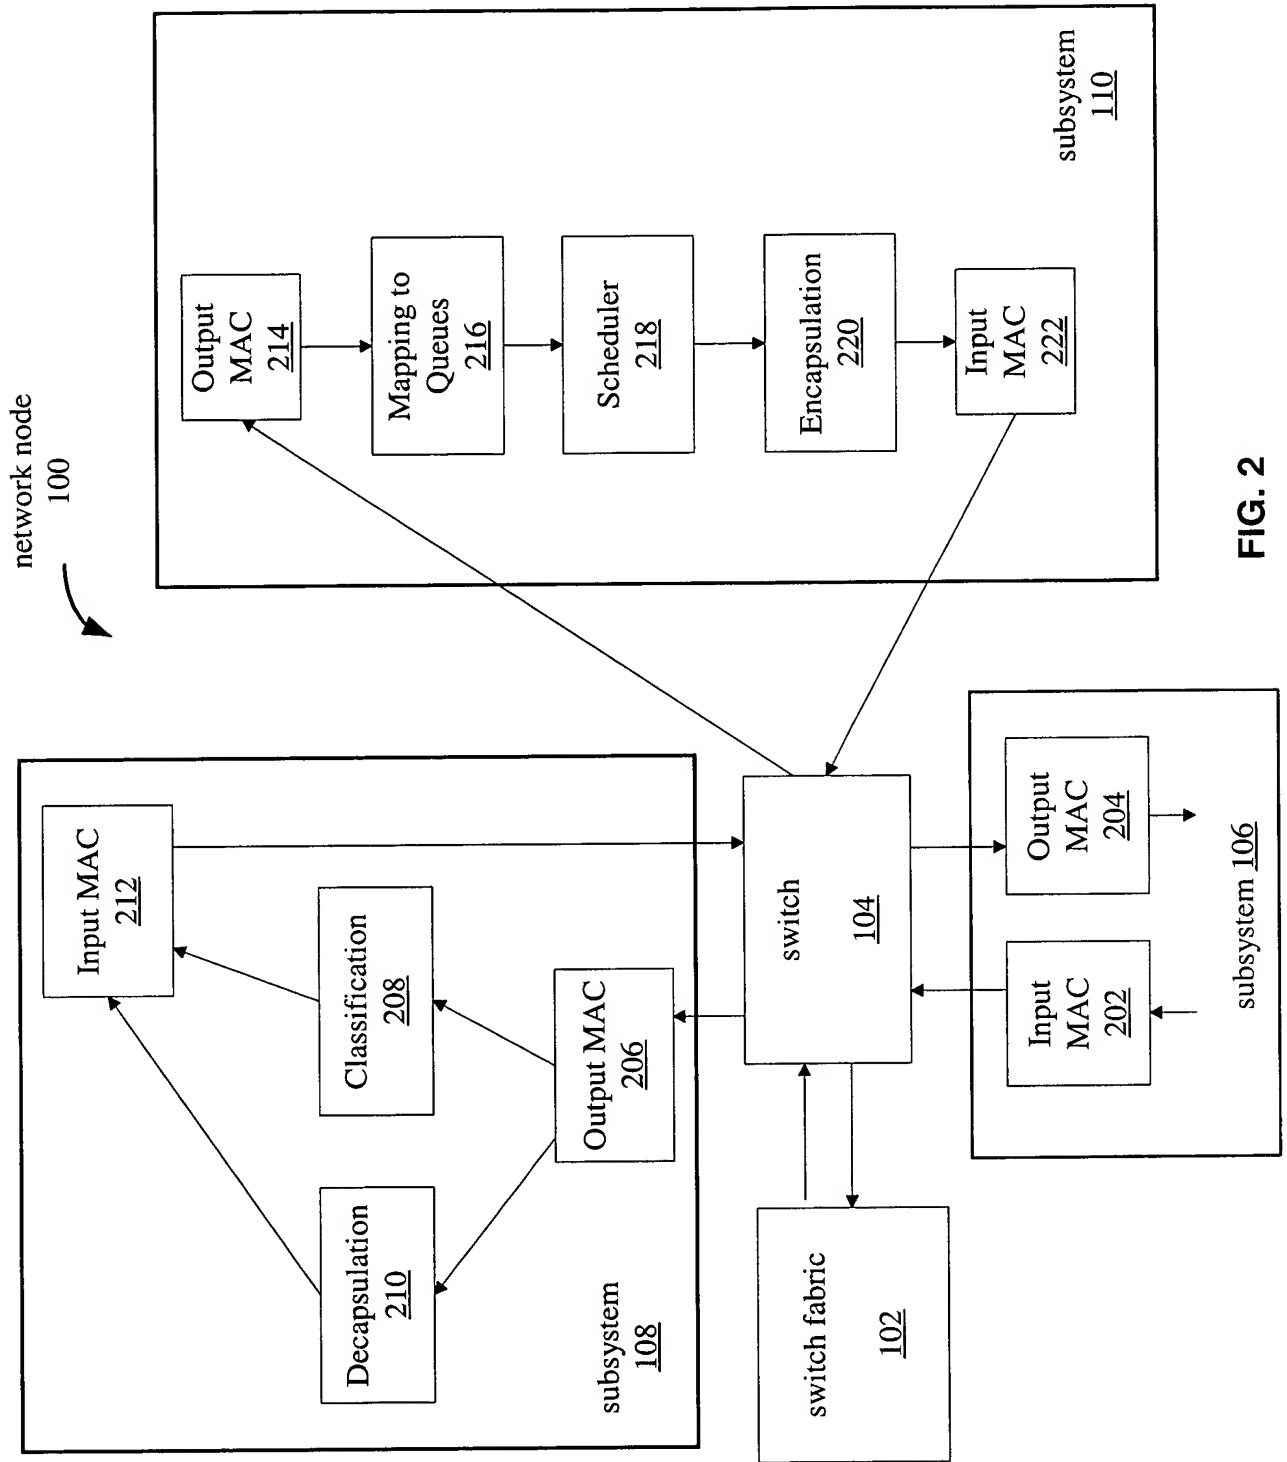 network node
100
Input MAC
212
Classification
208
Decapsulation
210
Output MAC
206
subsystem
108
Output
MAC
214
Mapping to
Queues
216
Scheduler
218
Encapsulation
220
Input
MAC
222
subsystem
110
switch
104
switch fabric
102
Input
MAC
202
Output
MAC
204
subsystem 106
FIG. 2